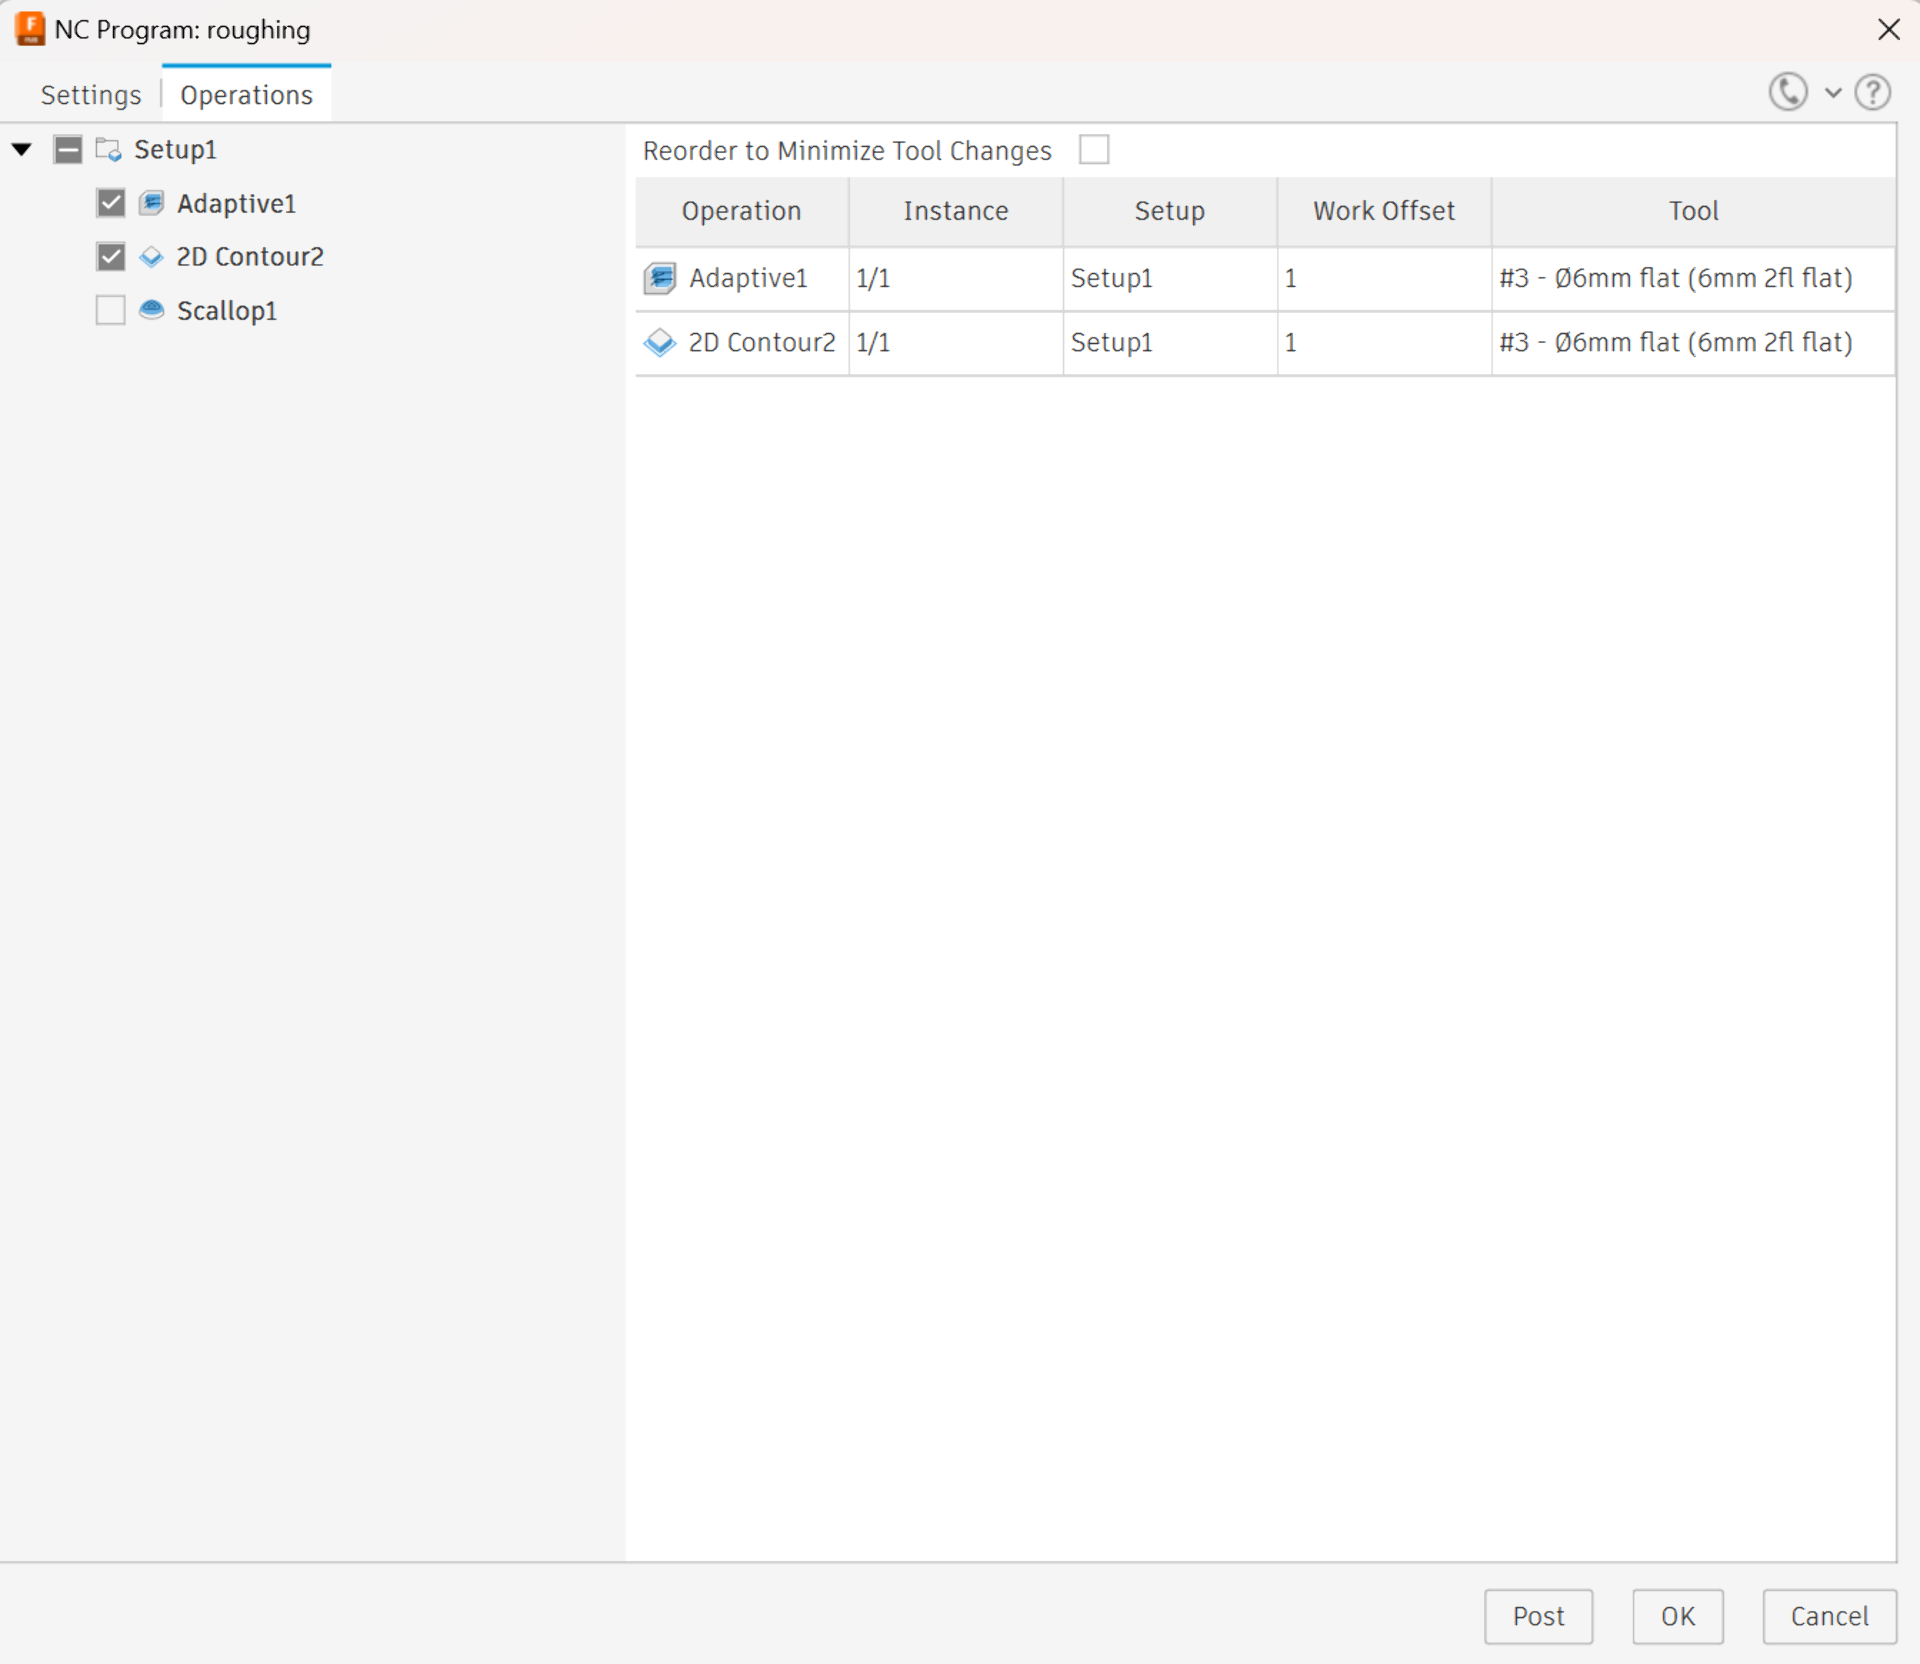 NC Program: roughing
Settings Operations
Setup1
Adaptive1
2D Contour2
Scallop1
Reorder to Minimize Tool Changes
Operation Instance Setup Work Offset Tool
Adaptive1 1/1 Setup1 1 #3 - Ø6mm flat (6mm 2fl flat)
2D Contour2 1/1 Setup1 1 #3 - Ø6mm flat (6mm 2fl flat)
Post OK Cancel